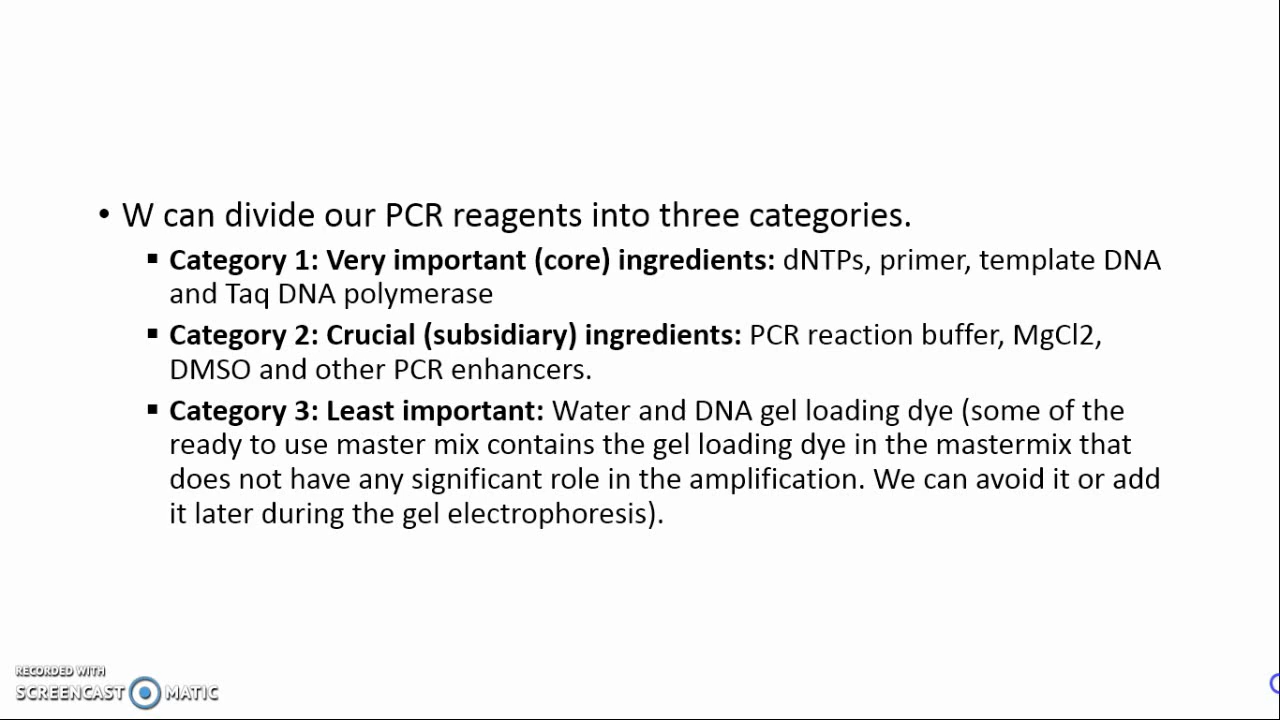 • W can divide our PCR reagents into three categories.
▪ Category 1: Very important (core) ingredients: dNTPs, primer, template DNA
and Taq DNA polymerase
▪ Category 2: Crucial (subsidiary) ingredients: PCR reaction buffer, MgCl2,
DMSO and other PCR enhancers.
▪ Category 3: Least important: Water and DNA gel loading dye (some of the
ready to use master mix contains the gel loading dye in the mastermix that
does not have any significant role in the amplification. We can avoid it or add
it later during the gel electrophoresis).
RECORDED WITH
SCREENCAST MATIC